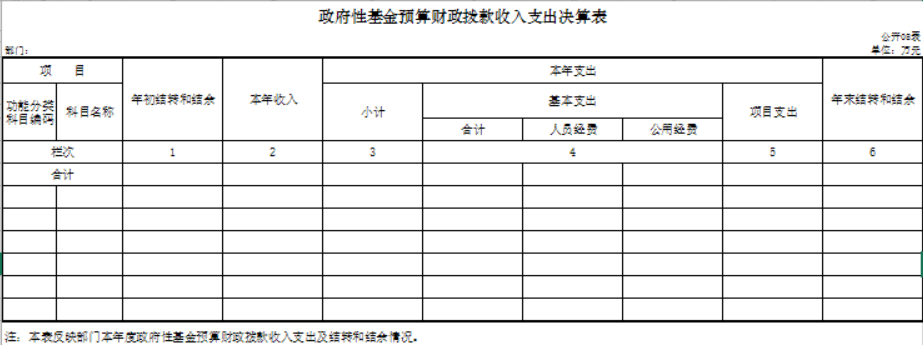 政府性基金预算财政拨款收入支出决算表
公开08表
部门：
单位：万元
项 目
年初结转和结余
本年收入
本年支出
年末结转和结余
功能分类科目编码
科目名称
小计
基本支出
项目支出
合计
人员经费
公用经费
栏次
1
2
3
4
5
6
合计
注：本表反映部门本年度政府性基金预算财政拨款收入支出及结转和结余情况。